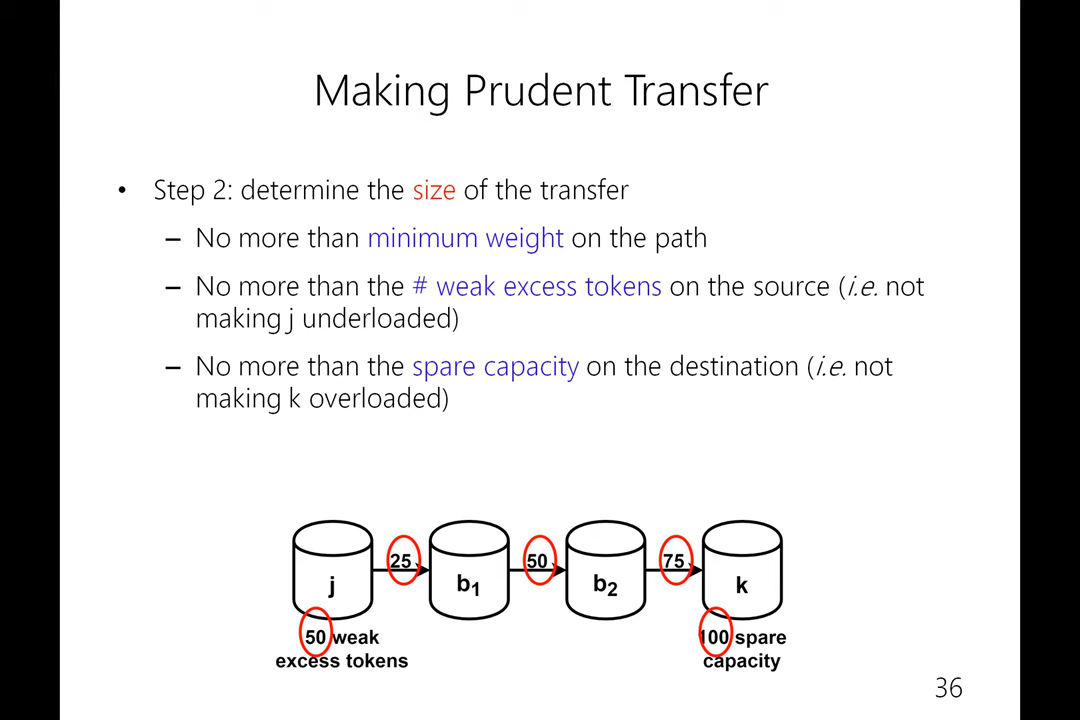 Making Prudent Transfer
• Step 2: determine the size of the transfer
– No more than minimum weight on the path
– No more than the # weak excess tokens on the source (i.e. not
making j underloaded)
– No more than the spare capacity on the destination (i.e. not
making k overloaded)
25 50 75
j b₁ b₂ k
50 weak 100 spare
excess tokens capacity
36